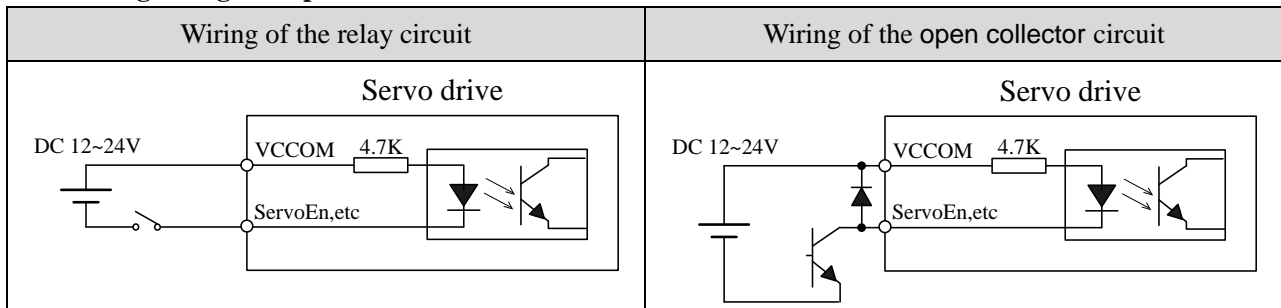 Wiring of the relay circuit
Wiring of the open collector circuit
Servo drive
DC 12~24V
VCCOM
4.7K
ServoEn,etc
Servo drive
DC 12~24V
VCCOM
4.7K
ServoEn,etc